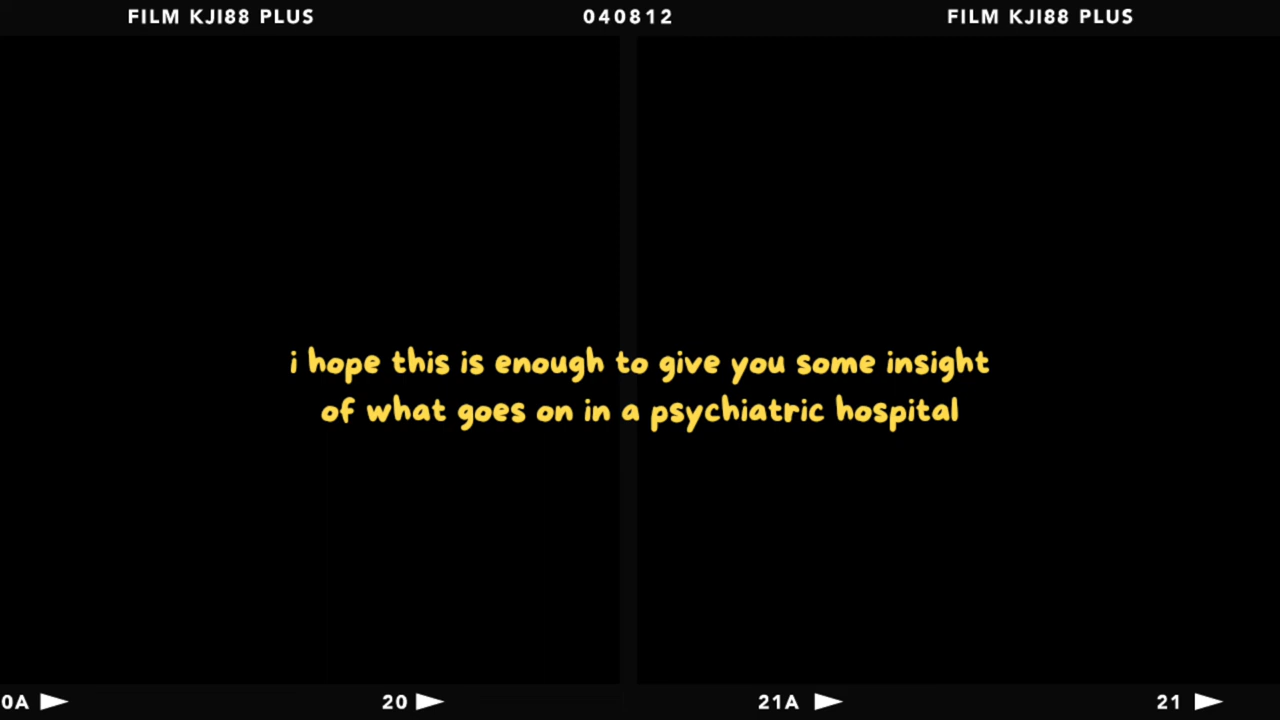 FILM KJI88 PLUS 040812 FILM KJI88 PLUS
i hope this is enough to give you some insight
of what goes on in a psychiatric hospital
0A 20 21A 21